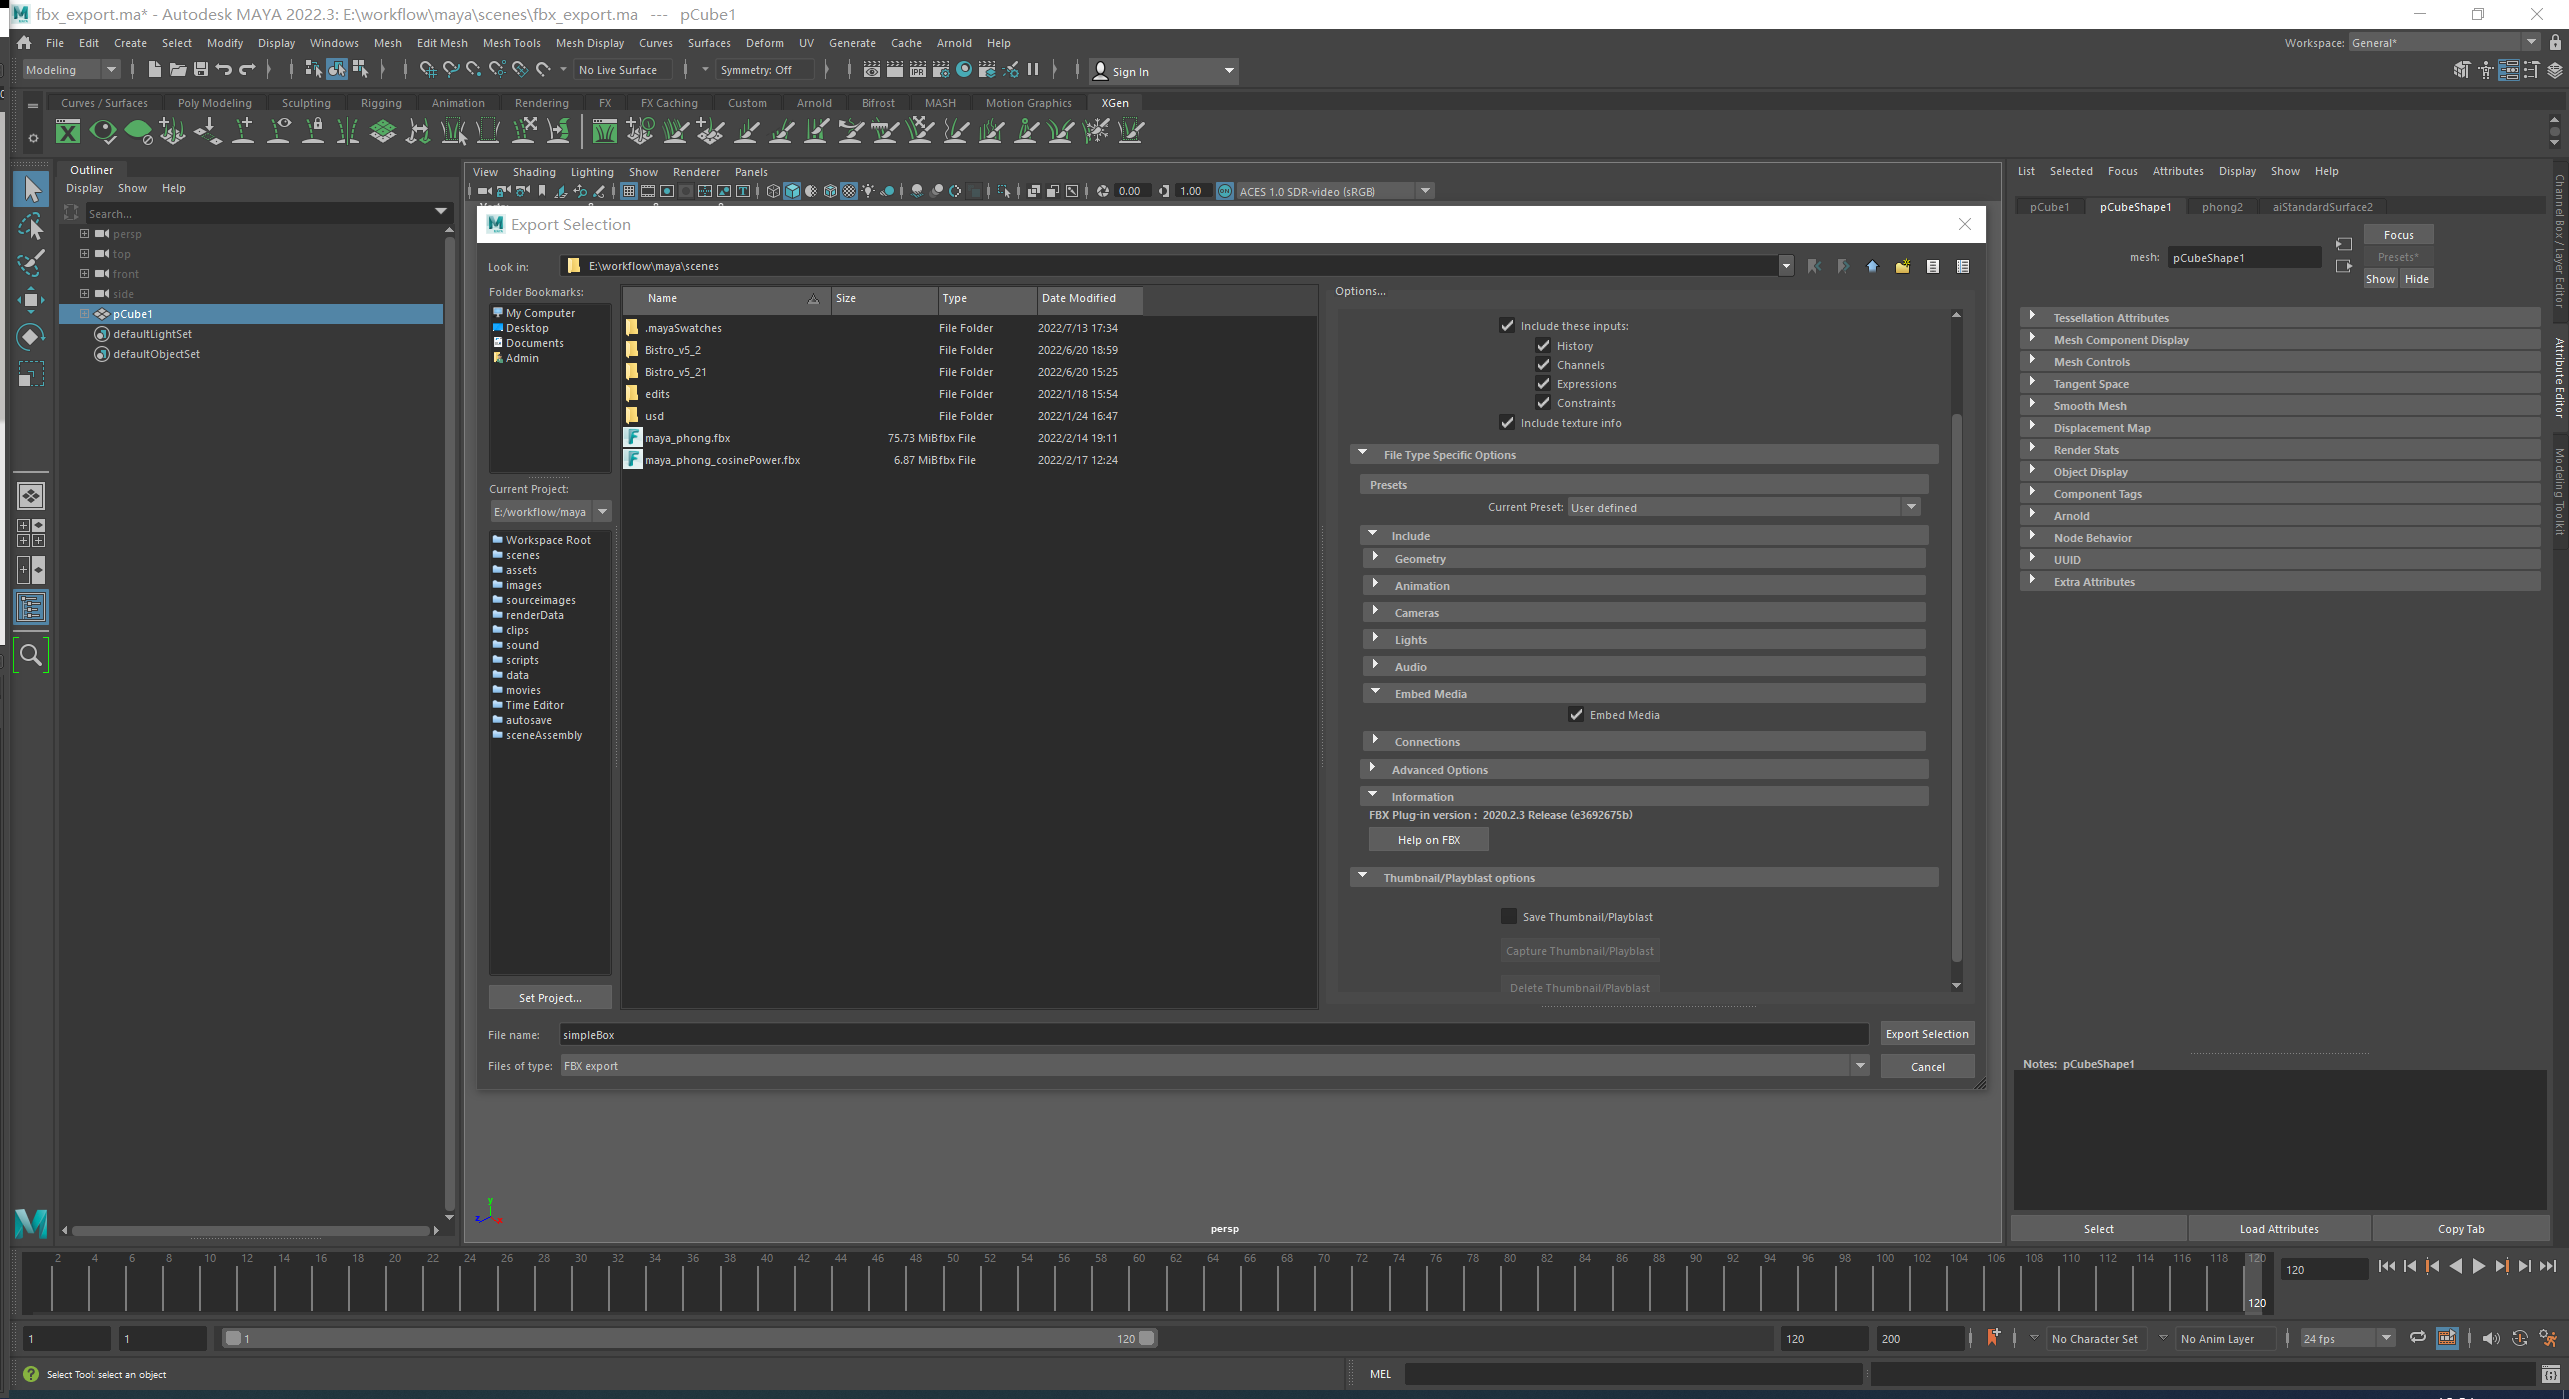 fbx_export.ma* - Autodesk MAYA 2022.3: E:\workflow\maya\scenes\fbx_export.ma --- pCube1
File Edit Create Select Modify Display Windows Mesh Edit Mesh Mesh Tools Mesh Display Curves Surfaces Deform UV Generate Cache Arnold Help
Workspace: General*
Modeling
No Live Surface
Symmetry: Off
IPR
Sign In
Curves / Surfaces Poly Modeling Sculpting Rigging Animation Rendering FX FX Caching Custom Arnold Bifrost MASH Motion Graphics XGen
Outliner
Display Show Help
Search...
persp
top
front
side
pCube1
defaultLightSet
defaultObjectSet
View Shading Lighting Show Renderer Panels
0.00
1.00
ON
ACES 1.0 SDR-video (sRGB)
Export Selection
Look in: E:\workflow\maya\scenes
Folder Bookmarks:
My Computer
Desktop
Documents
Admin
Current Project:
E:/workflow/maya
Workspace Root
scenes
assets
images
sourceimages
renderData
clips
sound
scripts
data
movies
Time Editor
autosave
sceneAssembly
Set Project...
Name Size Type Date Modified
.mayaSwatches File Folder 2022/7/13 17:34
Bistro_v5_2 File Folder 2022/6/20 18:59
Bistro_v5_21 File Folder 2022/6/20 15:25
edits File Folder 2022/1/18 15:54
usd File Folder 2022/1/24 16:47
maya_phong.fbx 75.73 MiB fbx File 2022/2/14 19:11
maya_phong_cosinePower.fbx 6.87 MiB fbx File 2022/2/17 12:24
Options...
Include these inputs:
History
Channels
Expressions
Constraints
Include texture info
File Type Specific Options
Presets
Current Preset: User defined
Include
Geometry
Animation
Cameras
Lights
Audio
Embed Media
Embed Media
Connections
Advanced Options
Information
FBX Plug-in version : 2020.2.3 Release (e3692675b)
Help on FBX
Thumbnail/Playblast options
Save Thumbnail/Playblast
Capture Thumbnail/Playblast
Delete Thumbnail/Playblast
File name: simpleBox
Export Selection
Files of type: FBX export
Cancel
y
z
x
persp
List Selected Focus Attributes Display Show Help
pCube1 pCubeShape1 phong2 aiStandardSurface2
mesh: pCubeShape1
Focus
Presets*
Show Hide
Tessellation Attributes
Mesh Component Display
Mesh Controls
Tangent Space
Smooth Mesh
Displacement Map
Render Stats
Object Display
Component Tags
Arnold
Node Behavior
UUID
Extra Attributes
Notes: pCubeShape1
Select
Load Attributes
Copy Tab
Channel Box / Layer Editor
Attribute Editor
Modeling Toolkit
2 4 6 8 10 12 14 16 18 20 22 24 26 28 30 32 34 36 38 40 42 44 46 48 50 52 54 56 58 60 62 64 66 68 70 72 74 76 78 80 82 84 86 88 90 92 94 96 98 100 102 104 106 108 110 112 114 116 118 120
120
120
1
1
1
120
120
200
No Character Set
No Anim Layer
24 fps
Select Tool: select an object
MEL